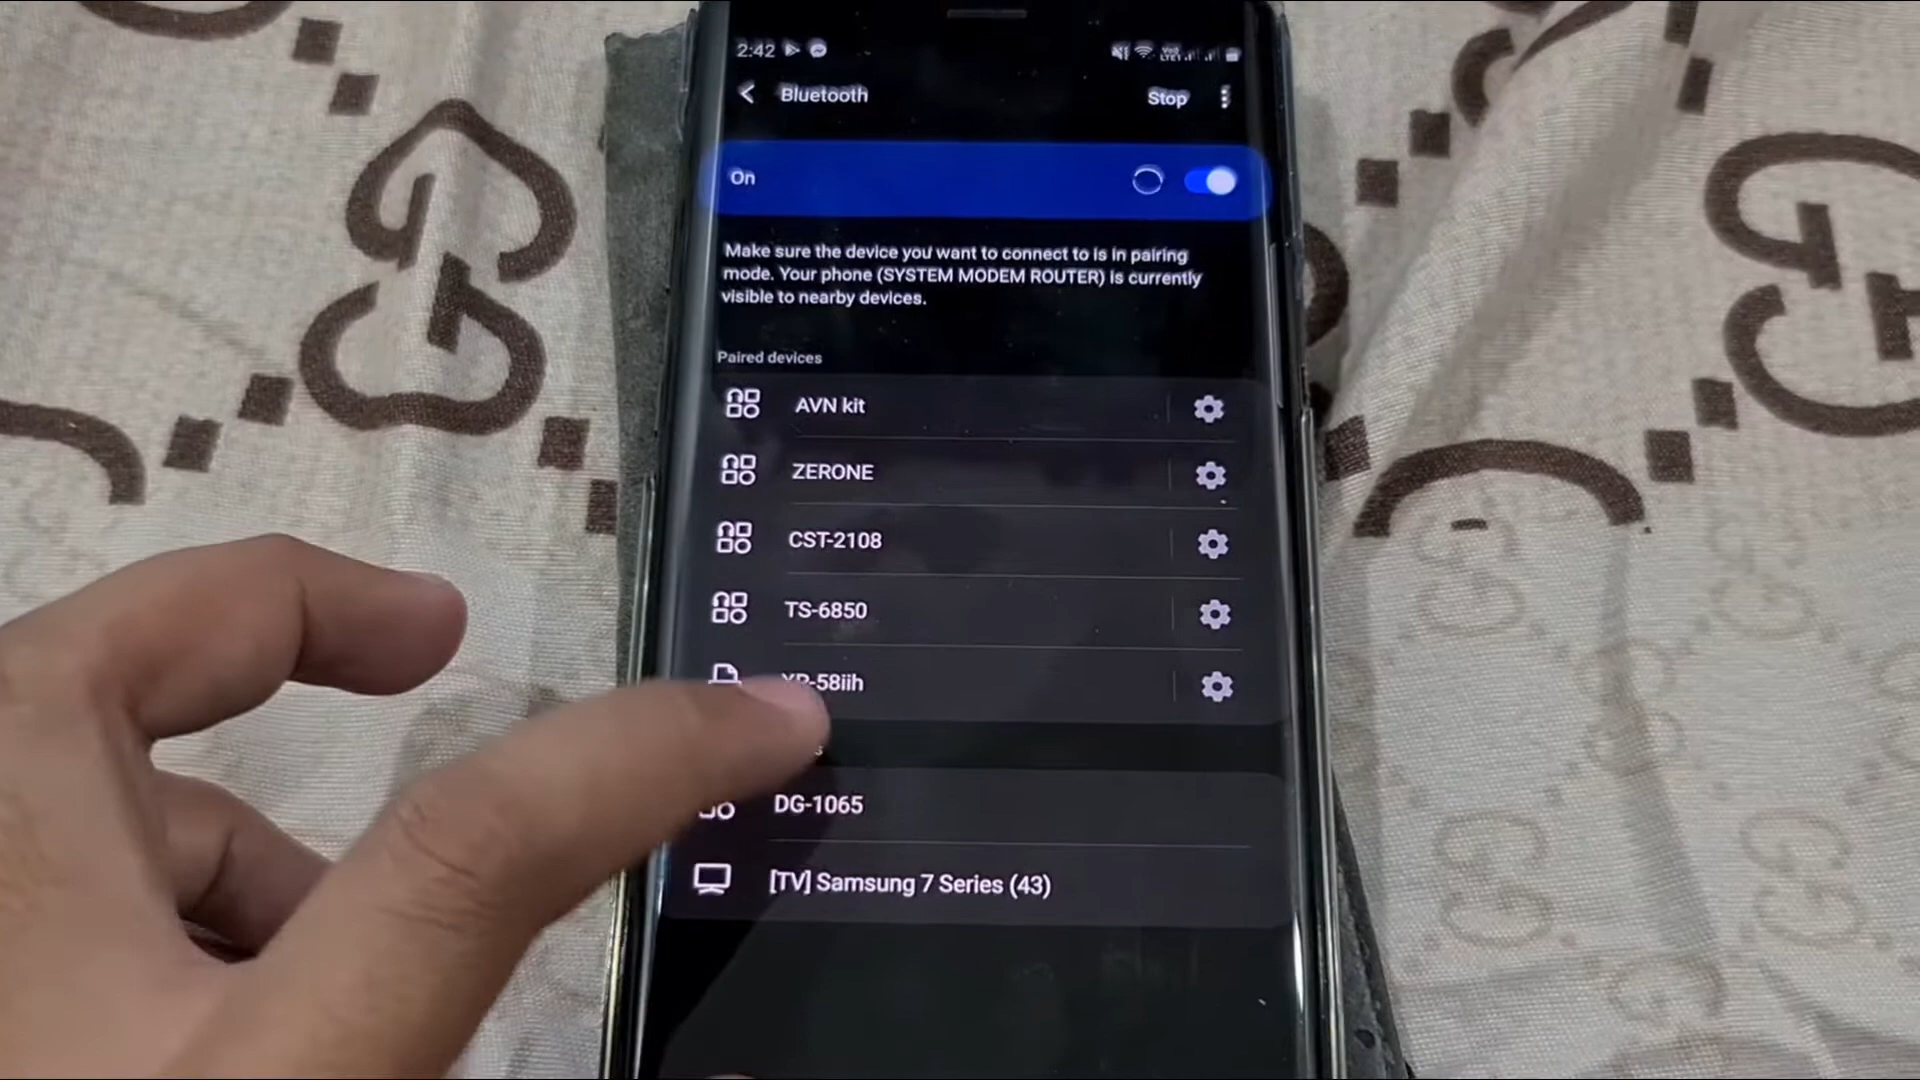 2:42
Bluetooth
Stop
On
Make sure the device you want to connect to is in pairing
mode. Your phone (SYSTEM MODEM ROUTER) is currently
visible to nearby devices.
Paired devices
AVN kit
ZERONE
CST-2108
TS-6850
-58iih
DG-1065
[TV] Samsung 7 Series (43)